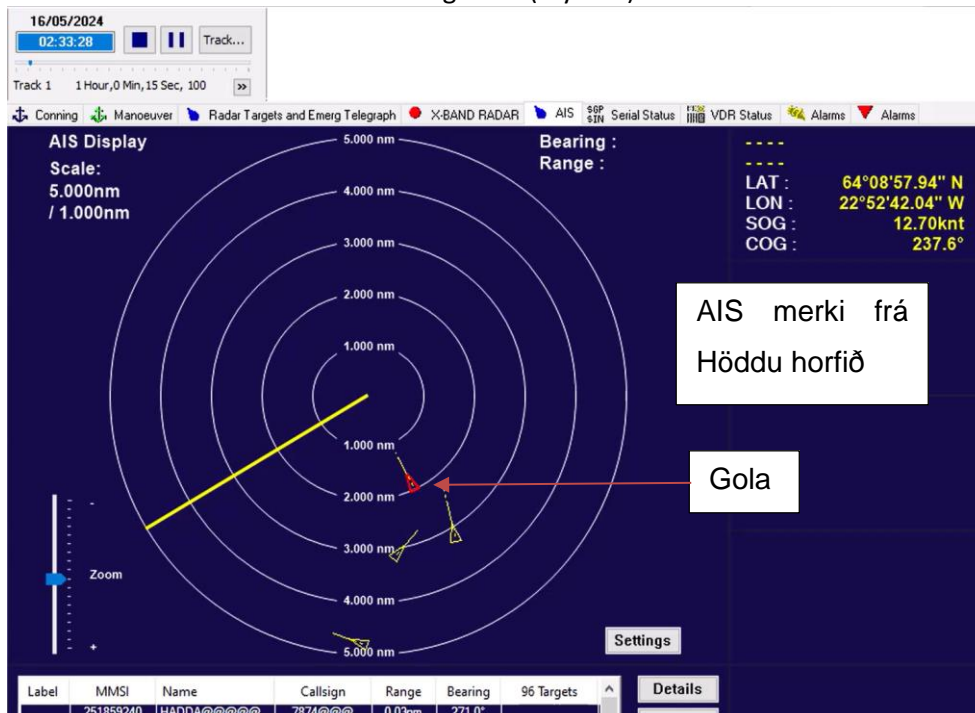 16/05/2024
02:33:28
Track...
Track 1 1 Hour,0 Min,15 Sec, 100 »
Conning Manoeuver Radar Targets and Emerg Telegraph X-BAND RADAR AIS SGP SIN Serial Status VDR Status Alarms Alarms
AIS Display
Scale:
5.000nm
/ 1.000nm
Bearing :
Range :
- - - -
- - - -
LAT : 64°08'57.94" N
LON : 22°52'42.04" W
SOG : 12.70knt
COG : 237.6°
5.000 nm
4.000 nm
3.000 nm
2.000 nm
1.000 nm
1.000 nm
2.000 nm
3.000 nm
4.000 nm
5.000 nm
AIS merki frá
Höddu horfið
Gola
-
Zoom
+
Settings
Label MMSI Name Callsign Range Bearing 96 Targets
Details
251859240 HADDA@@@@@ 7874@@@ 0.03nm 271.0°